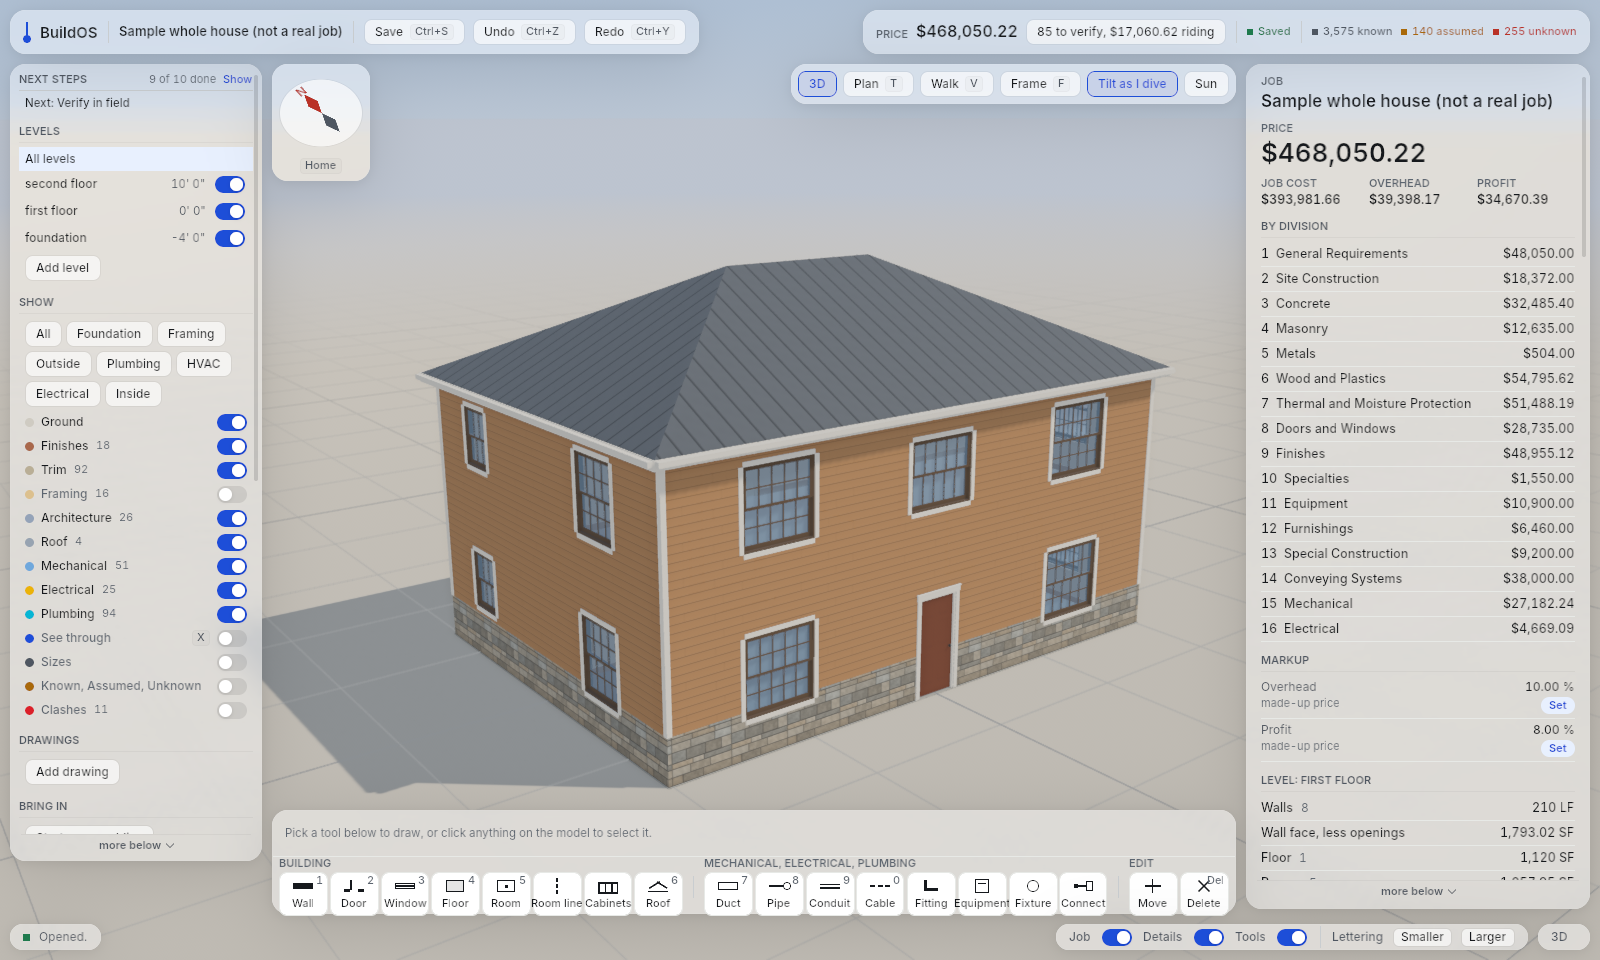 BuildOS
Sample whole house (not a real job)
Save Ctrl+S
Undo Ctrl+Z
Redo Ctrl+Y
PRICE $468,050.22
85 to verify, $17,060.62 riding
Saved
3,575 known
140 assumed
255 unknown
NEXT STEPS 9 of 10 done Show
Next: Verify in field
LEVELS
All levels
second floor 10' 0"
first floor 0' 0"
foundation -4' 0"
Add level
SHOW
All Foundation Framing
Outside Plumbing HVAC
Electrical Inside
Ground
Finishes 18
Trim 92
Framing 16
Architecture 26
Roof 4
Mechanical 51
Electrical 25
Plumbing 94
See through X
Sizes
Known, Assumed, Unknown
Clashes 11
DRAWINGS
Add drawing
BRING IN
more below
N
Home
3D
Plan T
Walk V
Frame F
Tilt as I dive
Sun
JOB
Sample whole house (not a real job)
PRICE
$468,050.22
JOB COST OVERHEAD PROFIT
$393,981.66 $39,398.17 $34,670.39
BY DIVISION
1 General Requirements $48,050.00
2 Site Construction $18,372.00
3 Concrete $32,485.40
4 Masonry $12,635.00
5 Metals $504.00
6 Wood and Plastics $54,795.62
7 Thermal and Moisture Protection $51,488.19
8 Doors and Windows $28,735.00
9 Finishes $48,955.12
10 Specialties $1,550.00
11 Equipment $10,900.00
12 Furnishings $6,460.00
13 Special Construction $9,200.00
14 Conveying Systems $38,000.00
15 Mechanical $27,182.24
16 Electrical $4,669.09
MARKUP
Overhead 10.00 %
made-up price Set
Profit 8.00 %
made-up price Set
LEVEL: FIRST FLOOR
Walls 8 210 LF
Wall face, less openings 1,793.02 SF
Floor 1 1,120 SF
more below
Pick a tool below to draw, or click anything on the model to select it.
BUILDING
Wall 1
Door 2
Window 3
Floor 4
Room 5
Room line
Cabinets
Roof 6
MECHANICAL, ELECTRICAL, PLUMBING
Duct 7
Pipe 8
Conduit 9
Cable 0
Fitting
Equipment
Fixture
Connect
EDIT
Move
Delete Del
Opened.
Job Details Tools Lettering Smaller Larger 3D